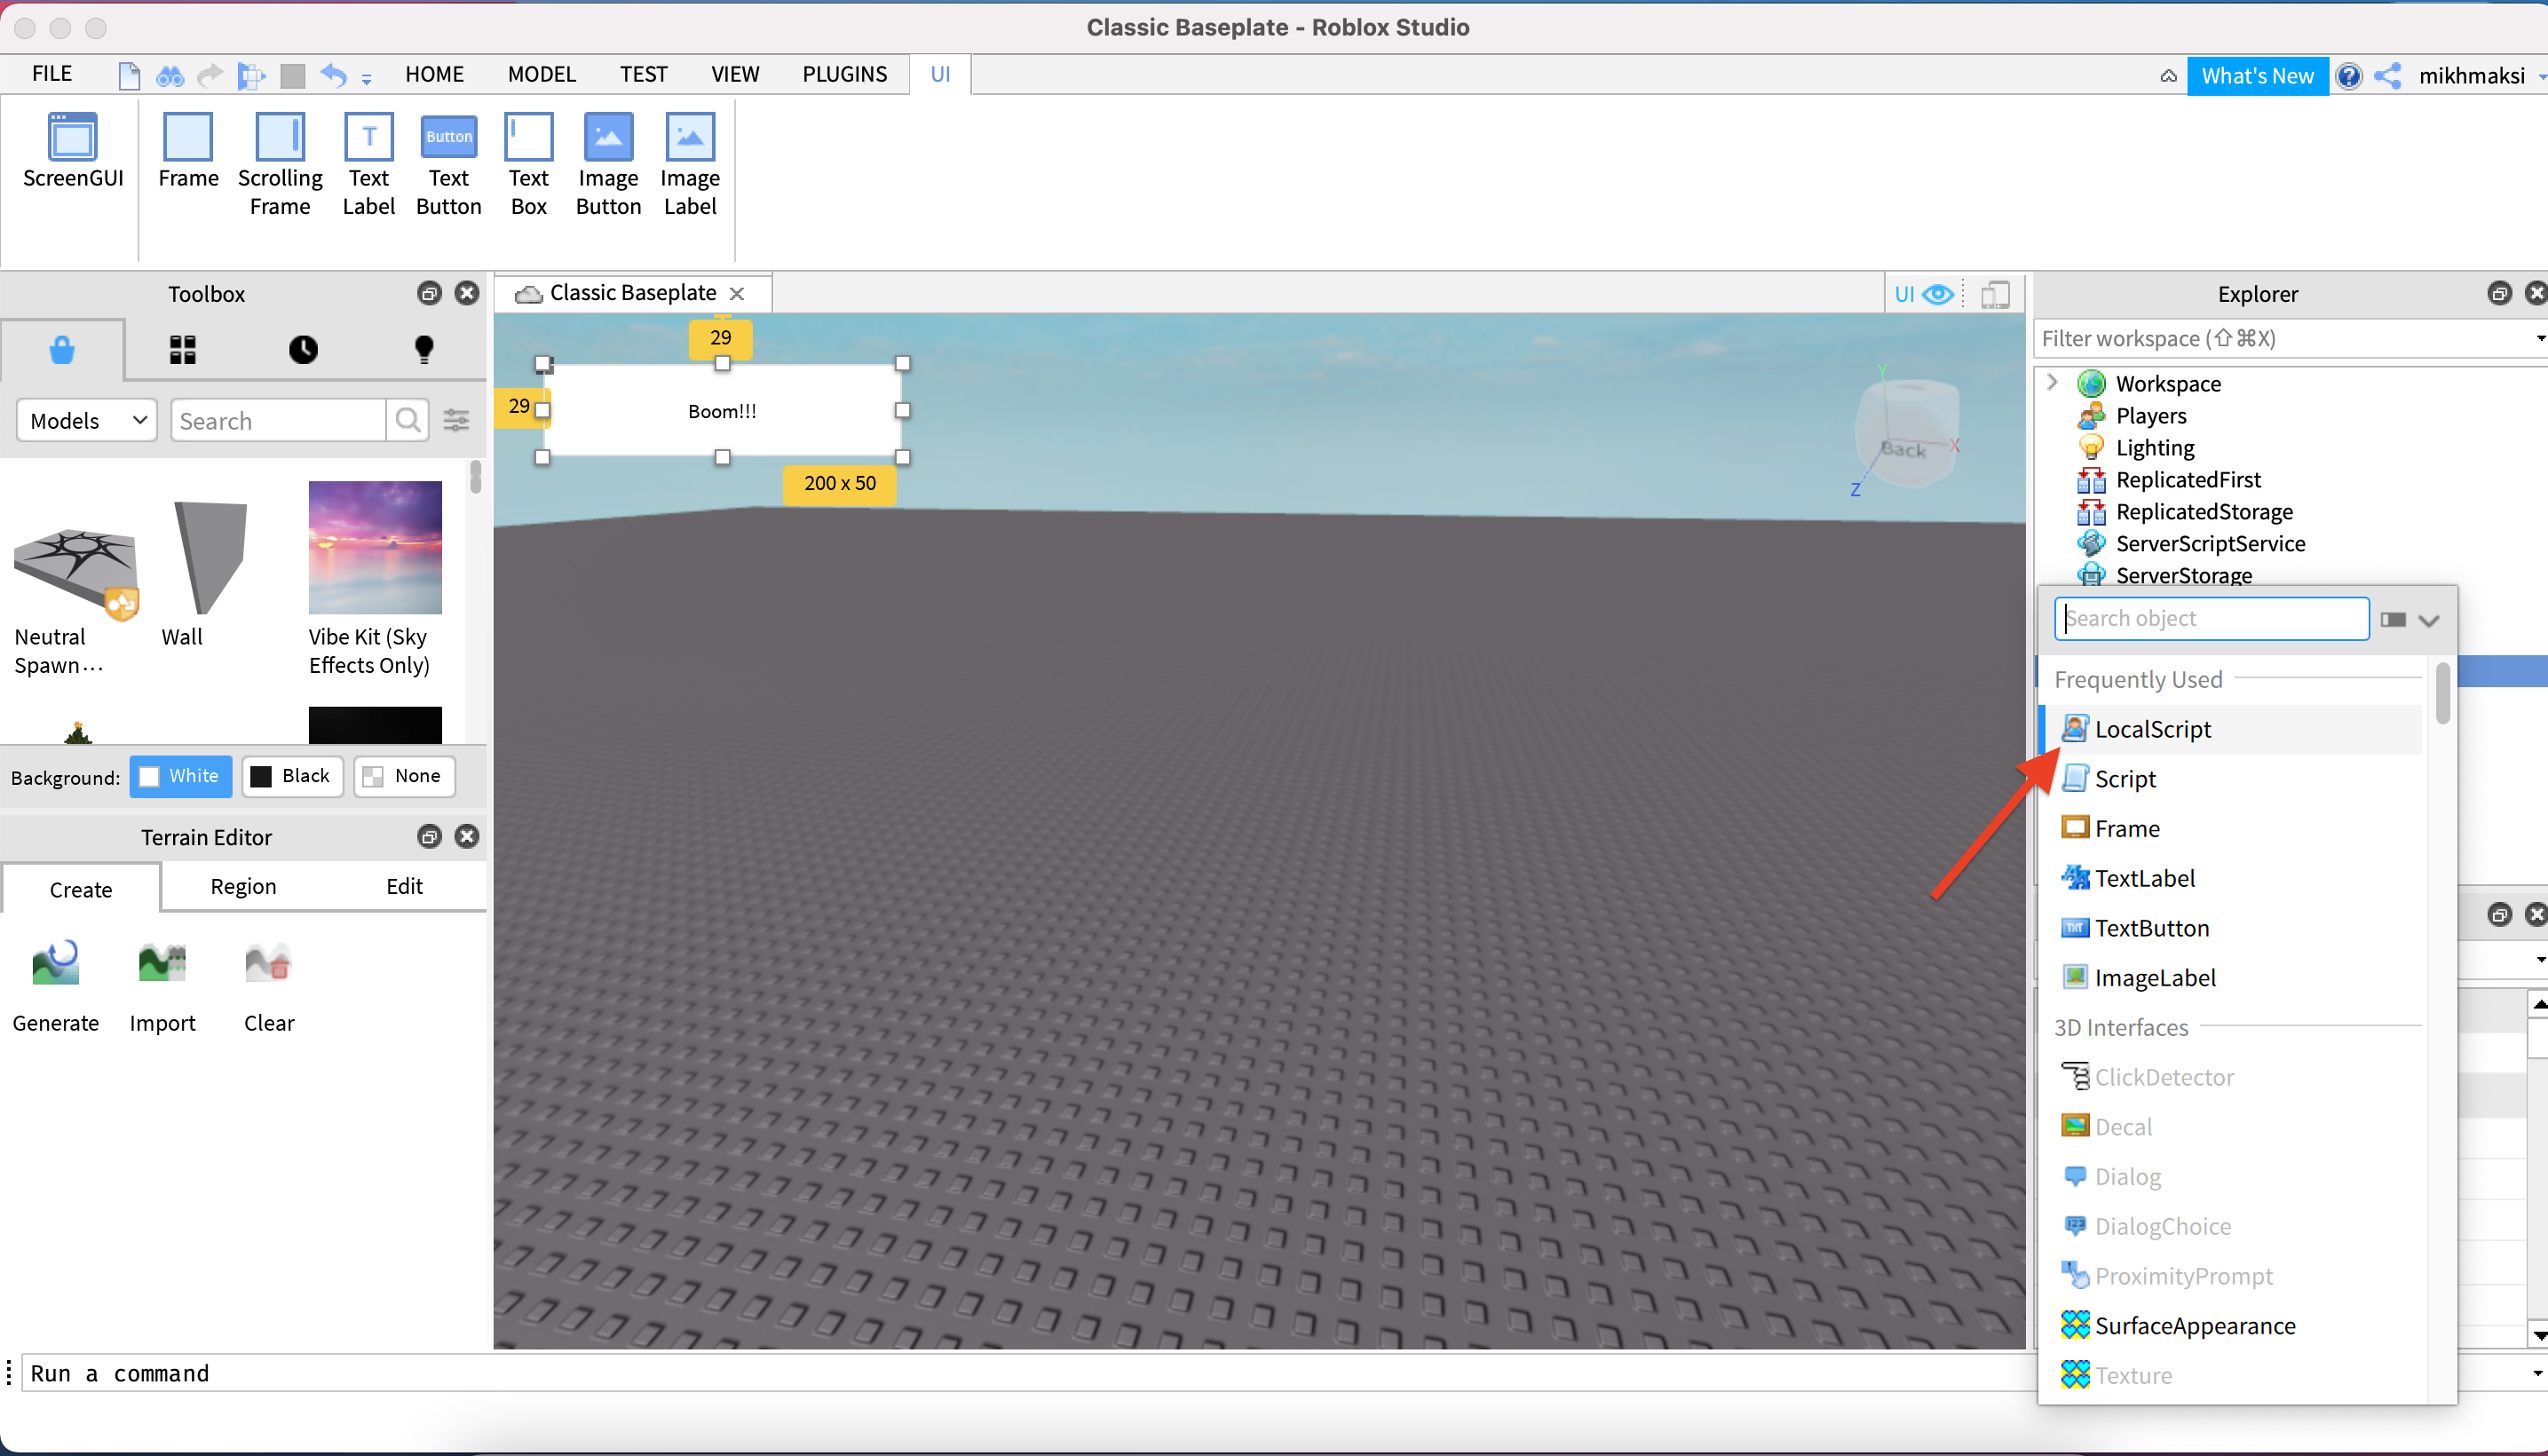 Classic Baseplate - Roblox Studio
FILE HOME MODEL TEST VIEW PLUGINS UI What's New ? mikhmaksi
T Button
ScreenGUI Frame Scrolling Frame Text Label Text Button Text Box Image Button Image Label
Toolbox
Classic Baseplate
UI
Explorer
Models
Search
Neutral Spawn...
Wall
Vibe Kit (Sky Effects Only)
Background: White Black None
Terrain Editor
Create Region Edit
Generate Import Clear
29
29
Boom!!!
200 x 50
Y
Back
X
Z
Filter workspace (⇧⌘X)
Workspace
Players
Lighting
ReplicatedFirst
ReplicatedStorage
ServerScriptService
ServerStorage
Search object
Frequently Used
LocalScript
Script
Frame
TextLabel
TXT TextButton
ImageLabel
3D Interfaces
ClickDetector
Decal
Dialog
123 DialogChoice
ProximityPrompt
SurfaceAppearance
Texture
Run a command